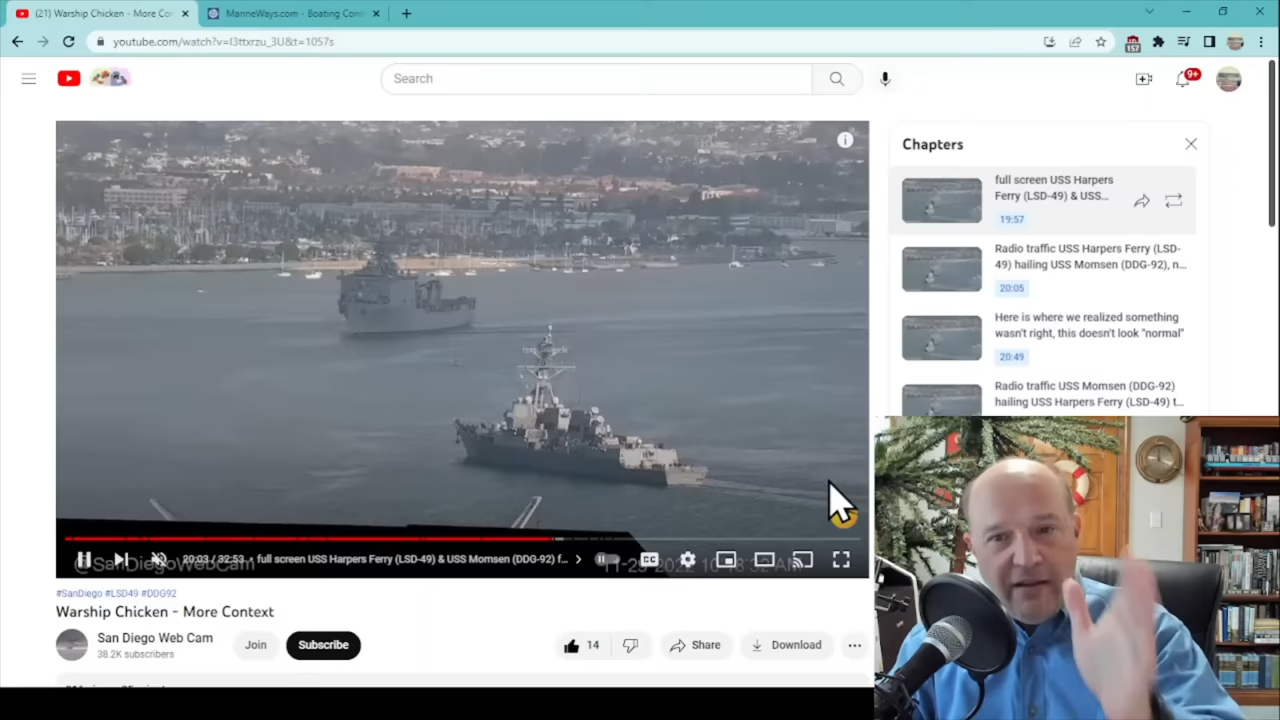 (21) Warship Chicken - More Co
MarineWays.com - Boating Con
youtube.com/watch?v=I3ttxrzu_3U&t=1057s
157
Search
9+
Chapters
full screen USS Harpers
Ferry (LSD-49) & USS...
19:57
Radio traffic USS Harpers Ferry (LSD-
49) hailing USS Momsen (DDG-92), n...
20:05
Here is where we realized something
wasn't right, this doesn't look "normal"
20:49
Radio traffic USS Momsen (DDG-92)
hailing USS Harpers Ferry (LSD-49) t...
20:03 / 32:53 • full screen USS Harpers Ferry (LSD-49) & USS Momsen (DDG-92) f...
CC
@SanDiegoWebCam
#SanDiego #LSD49 #DDG92
Warship Chicken - More Context
San Diego Web Cam
38.2K subscribers
Join
Subscribe
14
Share
Download